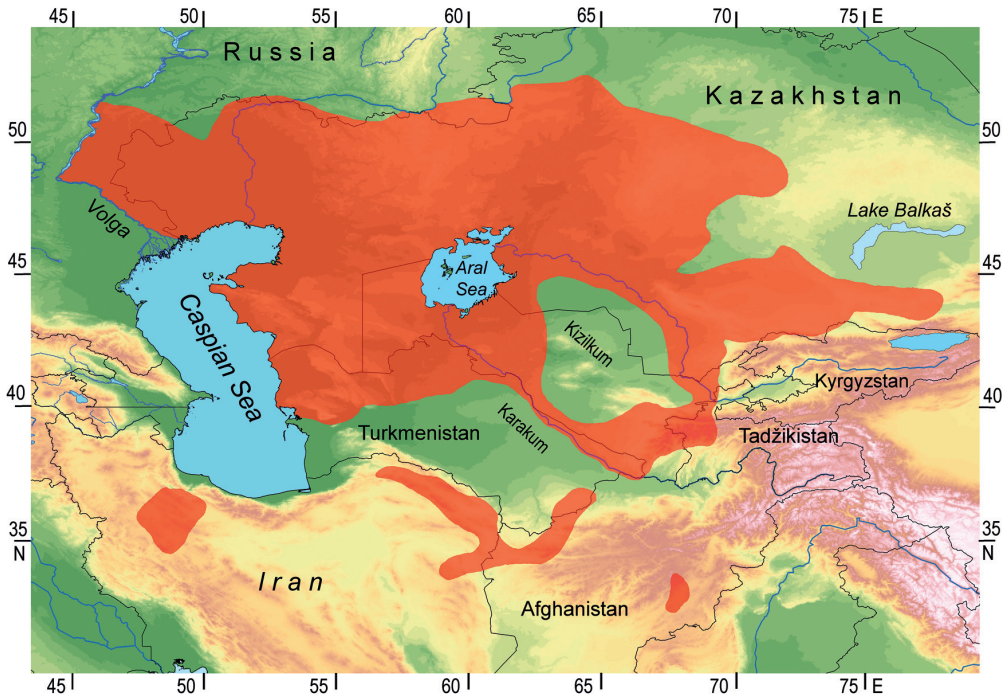 45 50 55 60 65 70 75 E
Russia
Kazakhstan
50 50
Volga
Lake Balkaš
45 45
Aral
Sea
Caspian Sea
Kizilkum
Kyrgyzstan
40 40
Turkmenistan
Karakum
Tadžikistan
35 35
N N
Iran
Afghanistan
45 50 55 60 65 70 75 E